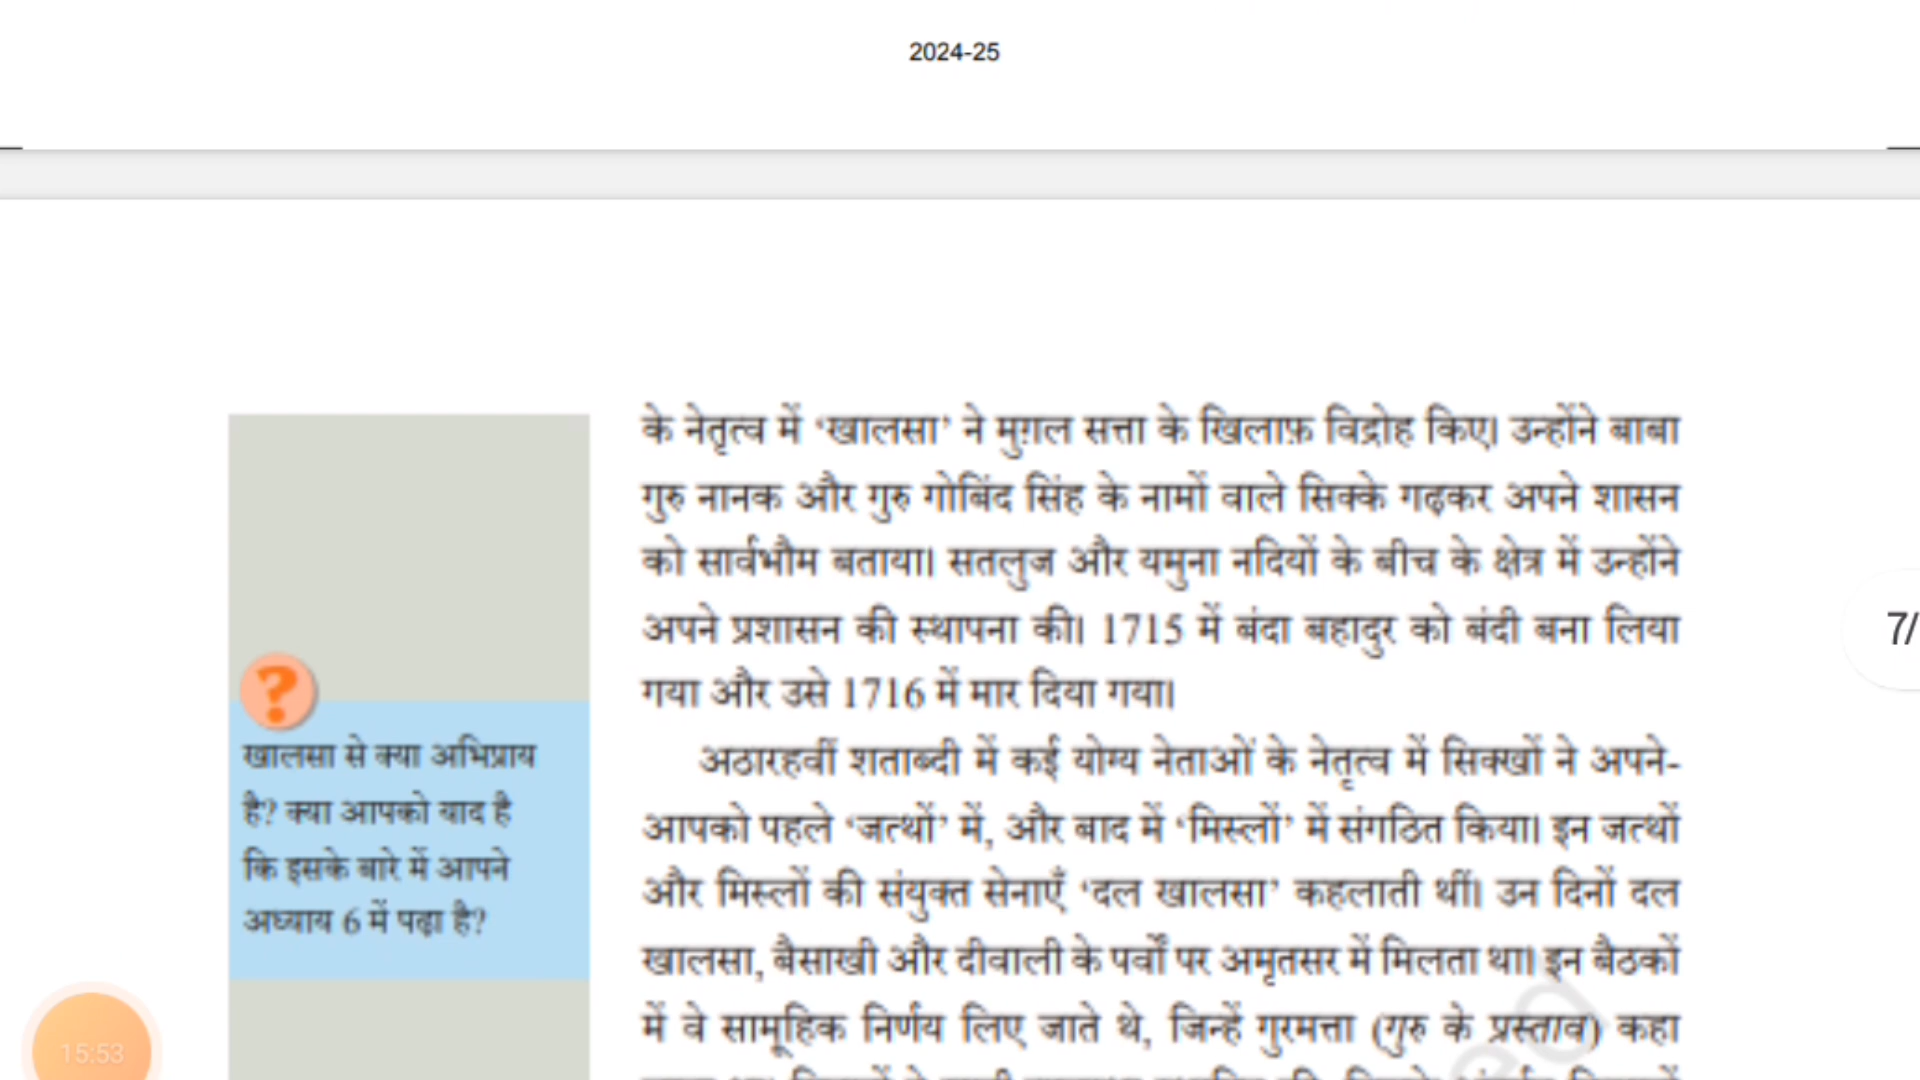 2024-25
के नेतृत्व में ‘खालसा’ ने मुग़ल सत्ता के खिलाफ़ विद्रोह किए। उन्होंने बाबा
गुरु नानक और गुरु गोबिंद सिंह के नामों वाले सिक्के गढ़कर अपने शासन
को सार्वभौम बताया। सतलुज और यमुना नदियों के बीच के क्षेत्र में उन्होंने
अपने प्रशासन की स्थापना की। 1715 में बंदा बहादुर को बंदी बना लिया
गया और उसे 1716 में मार दिया गया।
अठारहवीं शताब्दी में कई योग्य नेताओं के नेतृत्व में सिक्खों ने अपने-
आपको पहले ‘जत्थों’ में, और बाद में ‘मिस्लों’ में संगठित किया। इन जत्थों
और मिस्लों की संयुक्त सेनाएँ ‘दल खालसा’ कहलाती थीं। उन दिनों दल
खालसा, बैसाखी और दीवाली के पर्वों पर अमृतसर में मिलता था। इन बैठकों
में वे सामूहिक निर्णय लिए जाते थे, जिन्हें गुरमत्ता (गुरु के प्रस्ताव) कहा
?
खालसा से क्या अभिप्राय
है? क्या आपको याद है
कि इसके बारे में आपने
अध्याय 6 में पढ़ा है?
7/
15:53